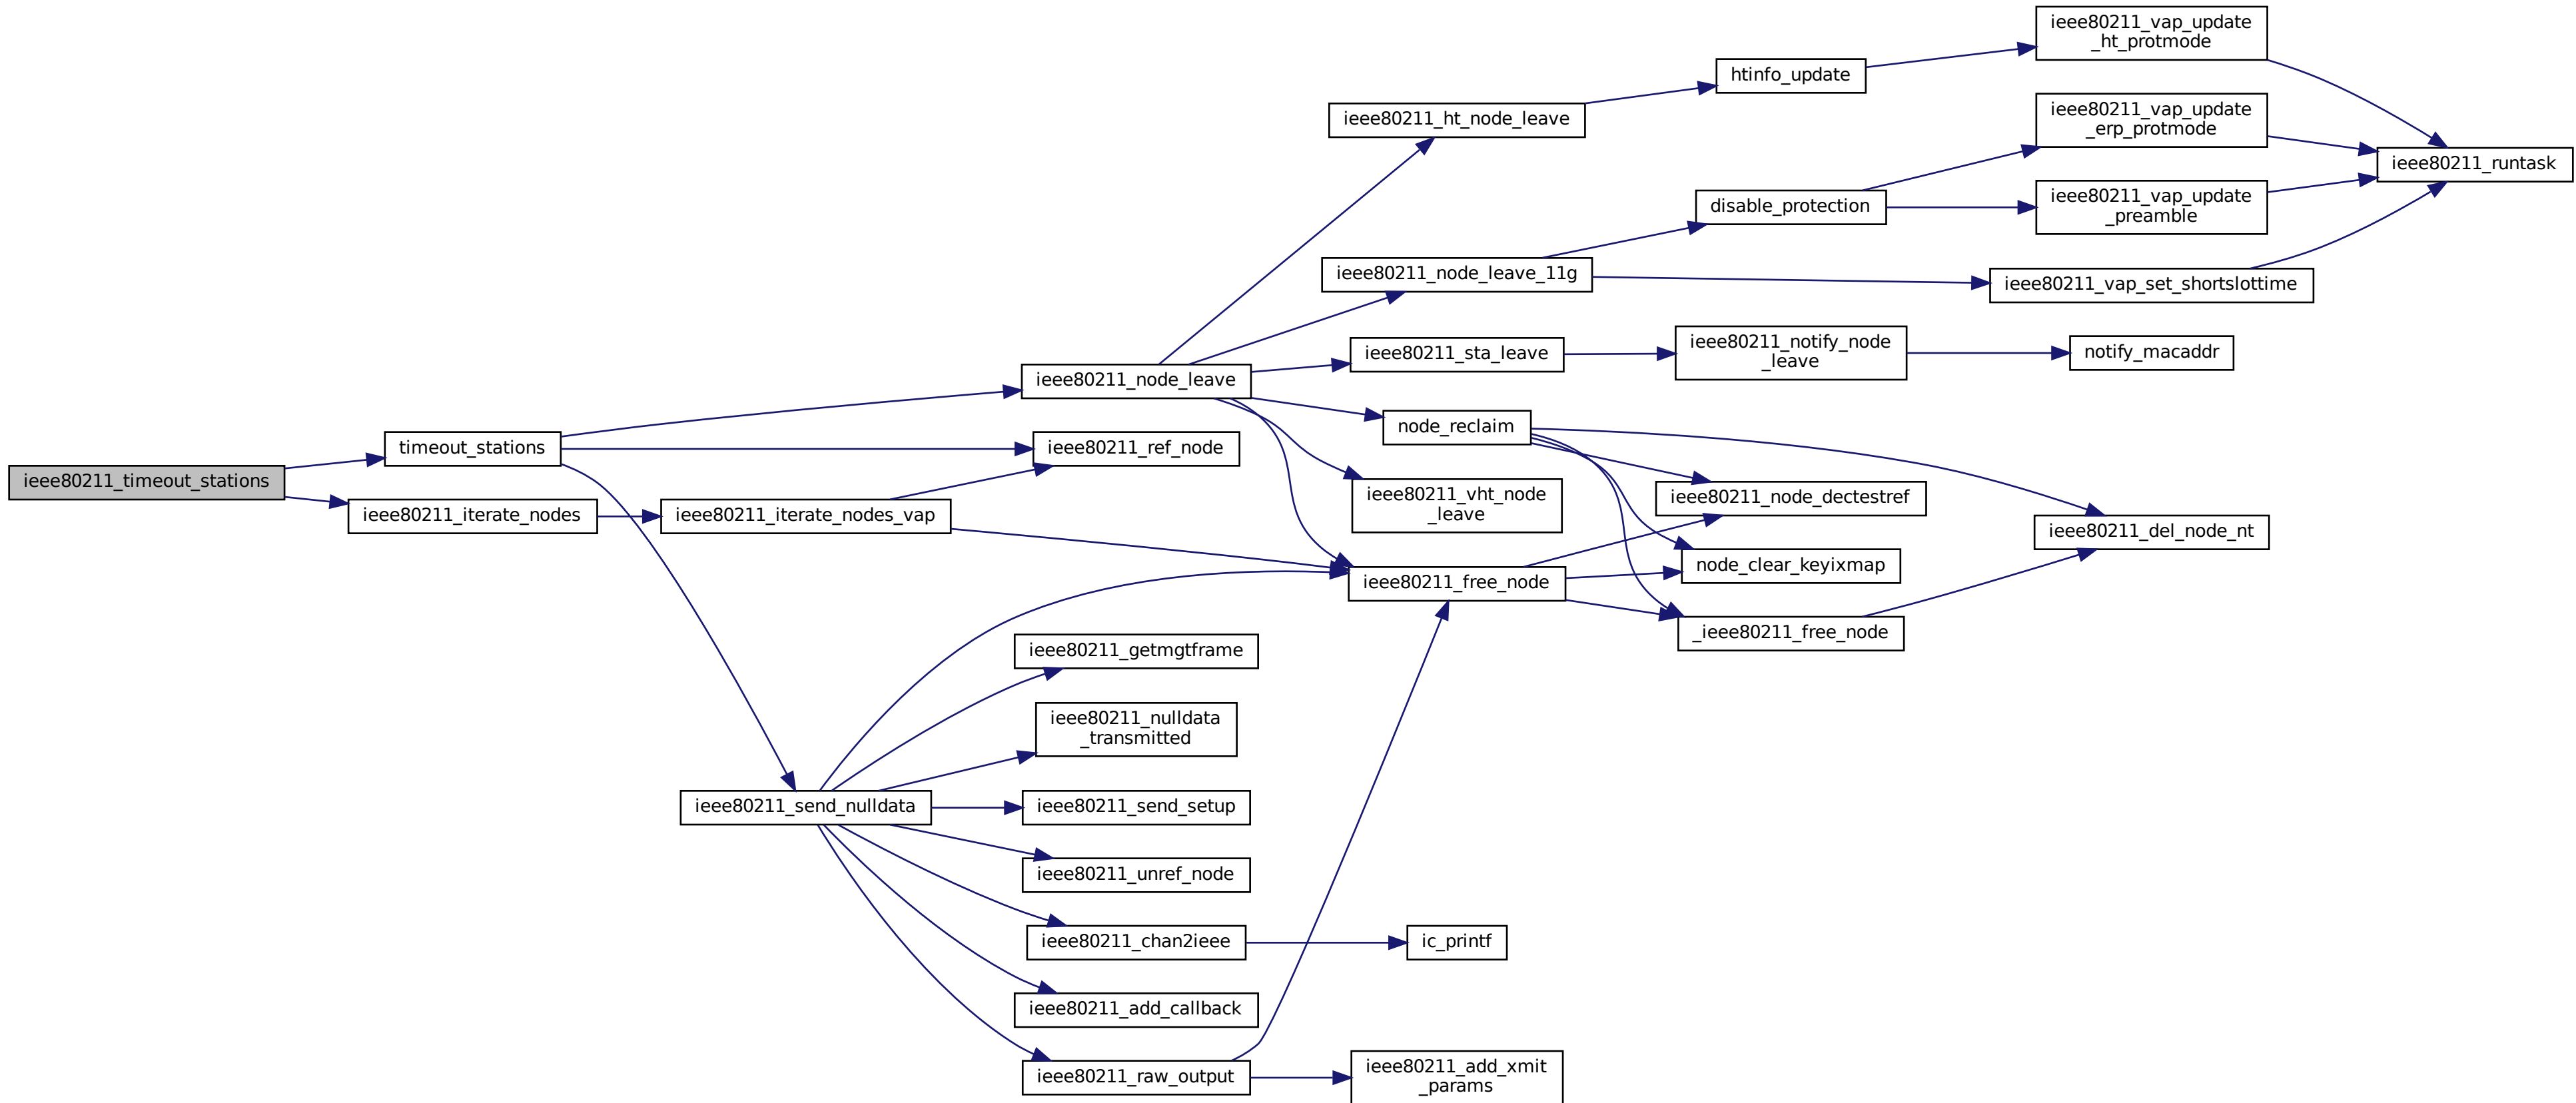 ieee80211_timeout_stations
timeout_stations
ieee80211_iterate_nodes
ieee80211_iterate_nodes_vap
ieee80211_send_nulldata
ieee80211_node_leave
ieee80211_ref_node
ieee80211_getmgtframe
ieee80211_nulldata
_transmitted
ieee80211_send_setup
ieee80211_unref_node
ieee80211_chan2ieee
ieee80211_add_callback
ieee80211_raw_output
ieee80211_ht_node_leave
ieee80211_node_leave_11g
ieee80211_sta_leave
node_reclaim
ieee80211_vht_node
_leave
ieee80211_free_node
ic_printf
ieee80211_add_xmit
_params
htinfo_update
disable_protection
ieee80211_notify_node
_leave
ieee80211_node_dectestref
node_clear_keyixmap
_ieee80211_free_node
ieee80211_vap_update
_ht_protmode
ieee80211_vap_update
_erp_protmode
ieee80211_vap_update
_preamble
ieee80211_vap_set_shortslottime
notify_macaddr
ieee80211_del_node_nt
ieee80211_runtask